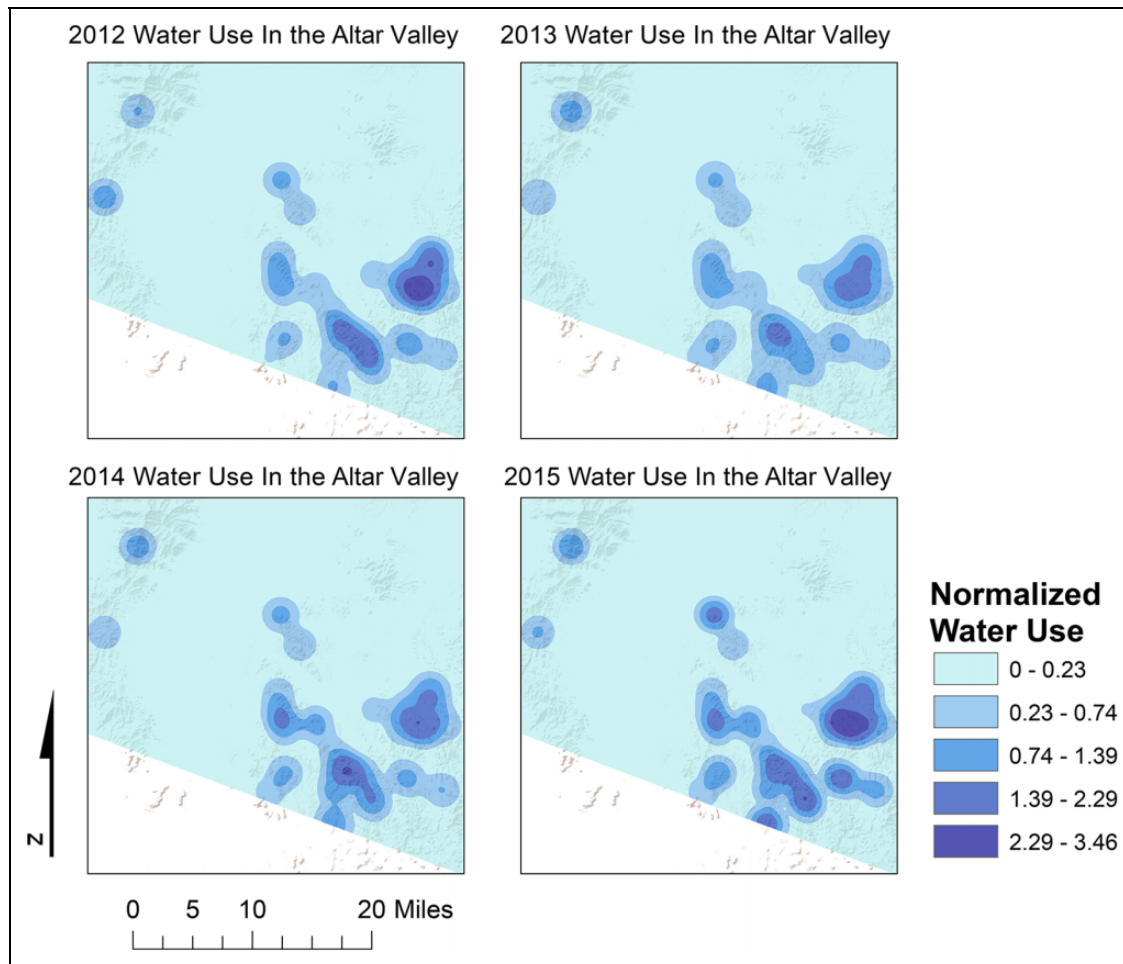 2012 Water Use In the Altar Valley
2013 Water Use In the Altar Valley
2014 Water Use In the Altar Valley
2015 Water Use In the Altar Valley
Normalized
Water Use
0 - 0.23
0.23 - 0.74
0.74 - 1.39
1.39 - 2.29
2.29 - 3.46
N
0 5 10 20 Miles